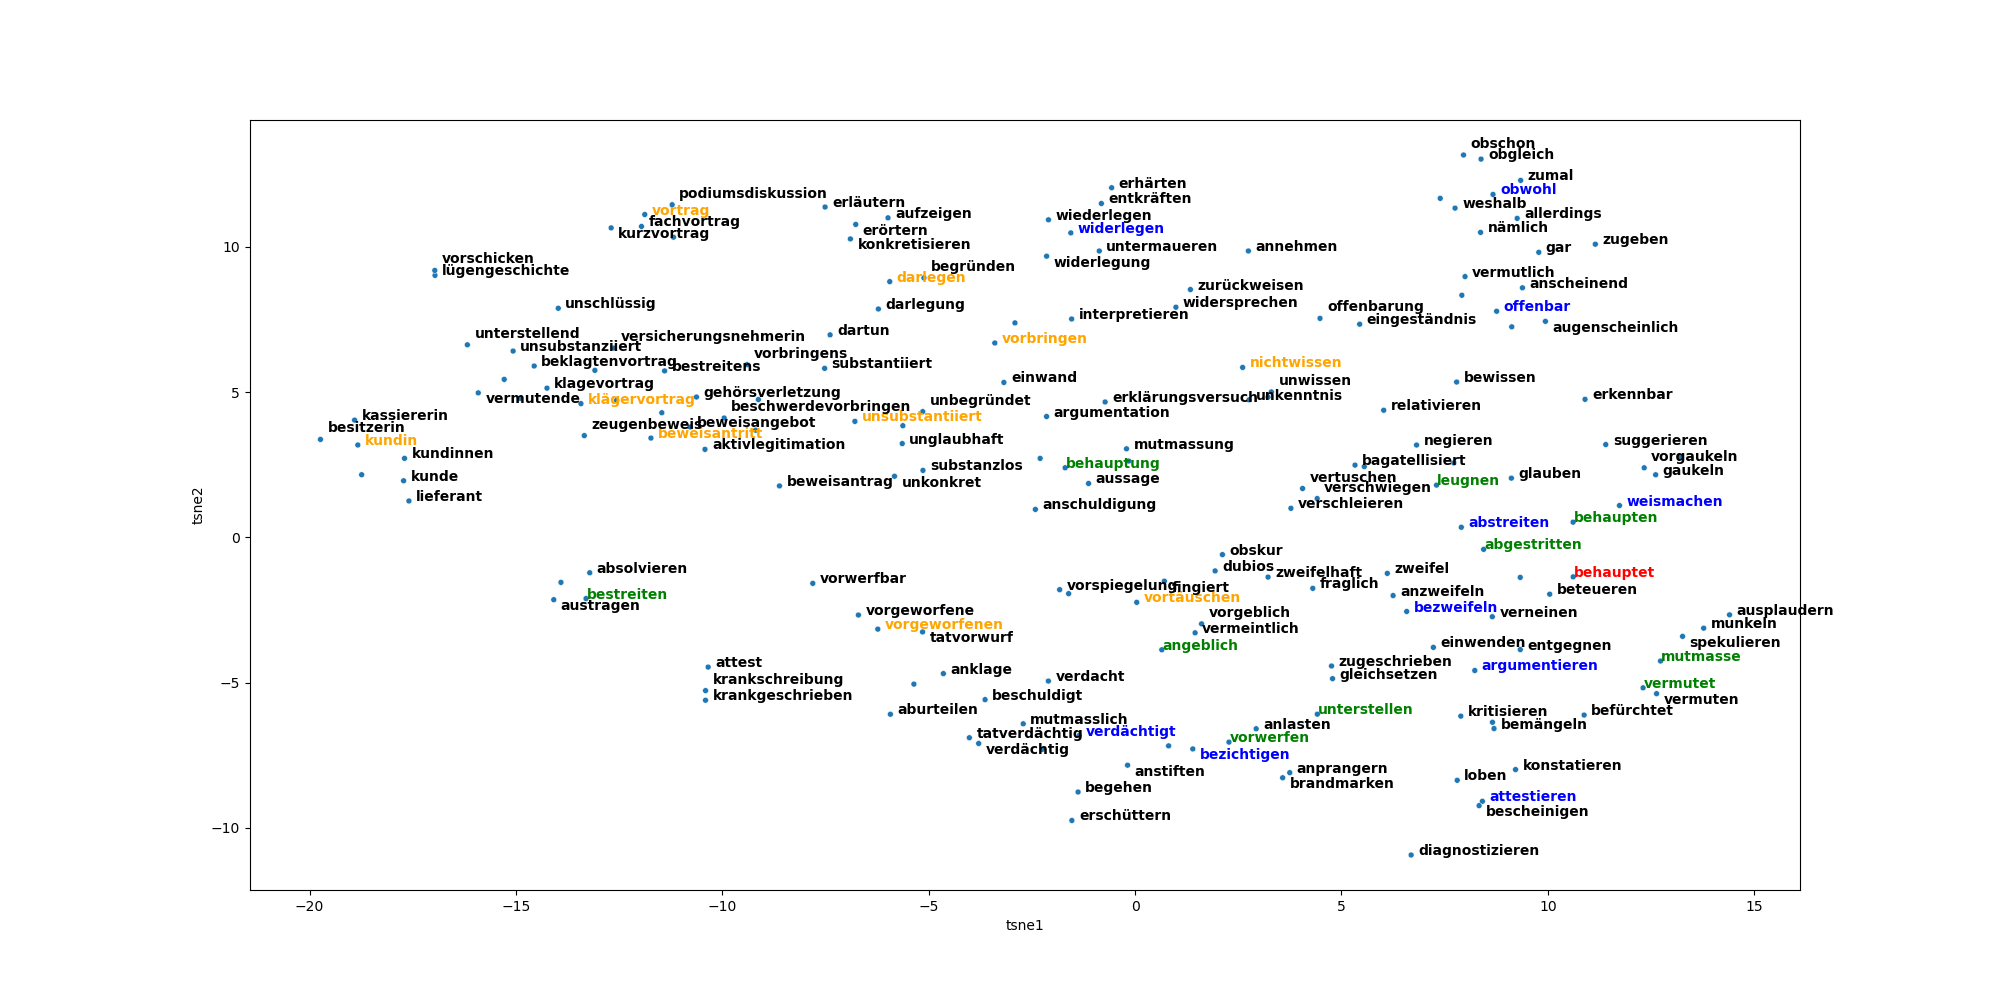 obschon
obgleich
zumal
obwohl
weshalb
allerdings
nämlich
zugeben
gar
vermutlich
anscheinend
offenbar
augenscheinlich
podiumsdiskussion
vortrag
fachvortrag
kurzvortrag
erläutern
aufzeigen
erörtern
konkretisieren
erhärten
entkräften
wiederlegen
widerlegen
untermaueren
annehmen
widerlegung
vorschicken
lügengeschichte
begründen
darlegen
zurückweisen
widersprechen
offenbarung
eingeständnis
unschlüssig
darlegung
interpretieren
unterstellend
versicherungsnehmerin
dartun
unsubstanziiert
vorbringen
beklagtenvortrag
bestreitens
vorbringens
substantiiert
nichtwissen
klagevortrag
einwand
unwissen
bewissen
vermutende
klägervortrag
gehörsverletzung
erklärungsversuch
unkenntnis
erkennbar
beschwerdevorbringen
unbegründet
relativieren
kassiererin
argumentation
unsubstantiiert
besitzerin
zeugenbeweis
beweisangebot
kundin
beweisantritt
aktivlegitimation
unglaubhaft
mutmassung
negieren
suggerieren
kundinnen
substanzlos
behauptung
bagatellisiert
vorgaukeln
kunde
beweisantrag
unkonkret
aussage
vertuschen
leugnen
glauben
gaukeln
lieferant
anschuldigung
verschwiegen
verschleieren
weismachen
abstreiten
behaupten
abgestritten
obskur
absolvieren
dubios
zweifelhaft
zweifel
behauptet
vorwerfbar
vorspiegelung
fingiert
fraglich
anzweifeln
beteueren
bestreiten
vortäuschen
austragen
bezweifeln
vorgeworfene
vorgeblich
verneinen
ausplaudern
vorgeworfenen
vermeintlich
munkeln
tatvorwurf
angeblich
einwenden
entgegnen
spekulieren
attest
anklage
verdacht
zugeschrieben
argumentieren
mutmasse
krankschreibung
gleichsetzen
vermutet
krankgeschrieben
beschuldigt
vermuten
aburteilen
mutmasslich
unterstellen
kritisieren
befürchtet
tatverdächtig
verdächtigt
anlasten
bemängeln
verdächtig
vorwerfen
bezichtigen
anstiften
anprangern
konstatieren
begehen
brandmarken
loben
attestieren
erschüttern
bescheinigen
diagnostizieren
10
5
0
−5
−10
tsne2
−20
−15
−10
−5
0
5
10
15
tsne1